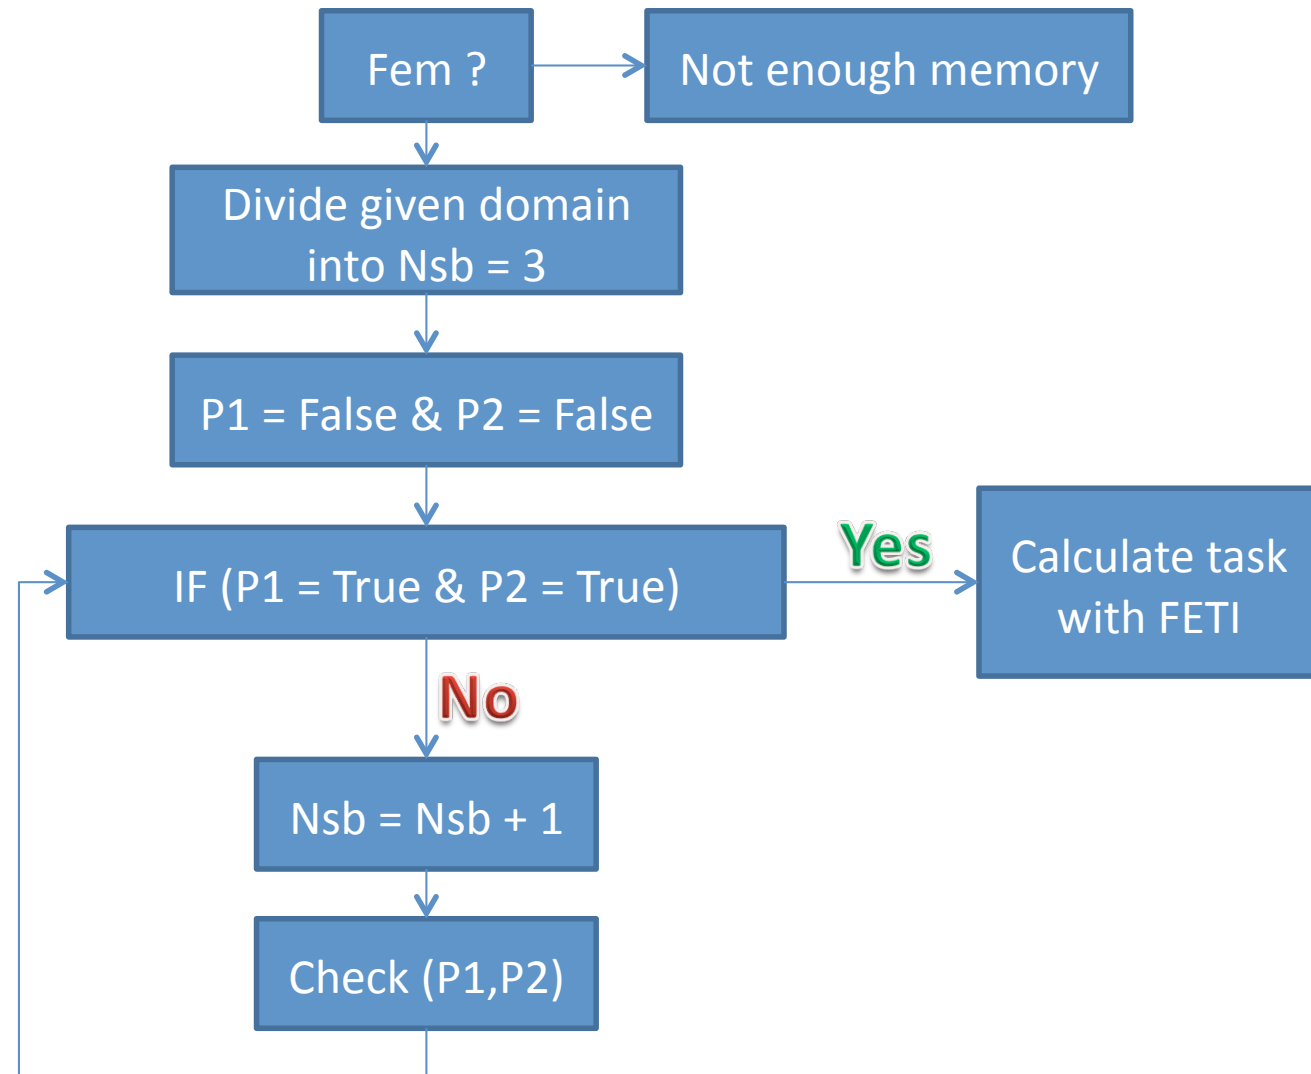 Fem ?
Not enough memory
Divide given domain
into Nsb = 3
P1 = False & P2 = False
IF (P1 = True & P2 = True)
Yes
Calculate task
with FETI
No
Nsb = Nsb + 1
Check (P1,P2)